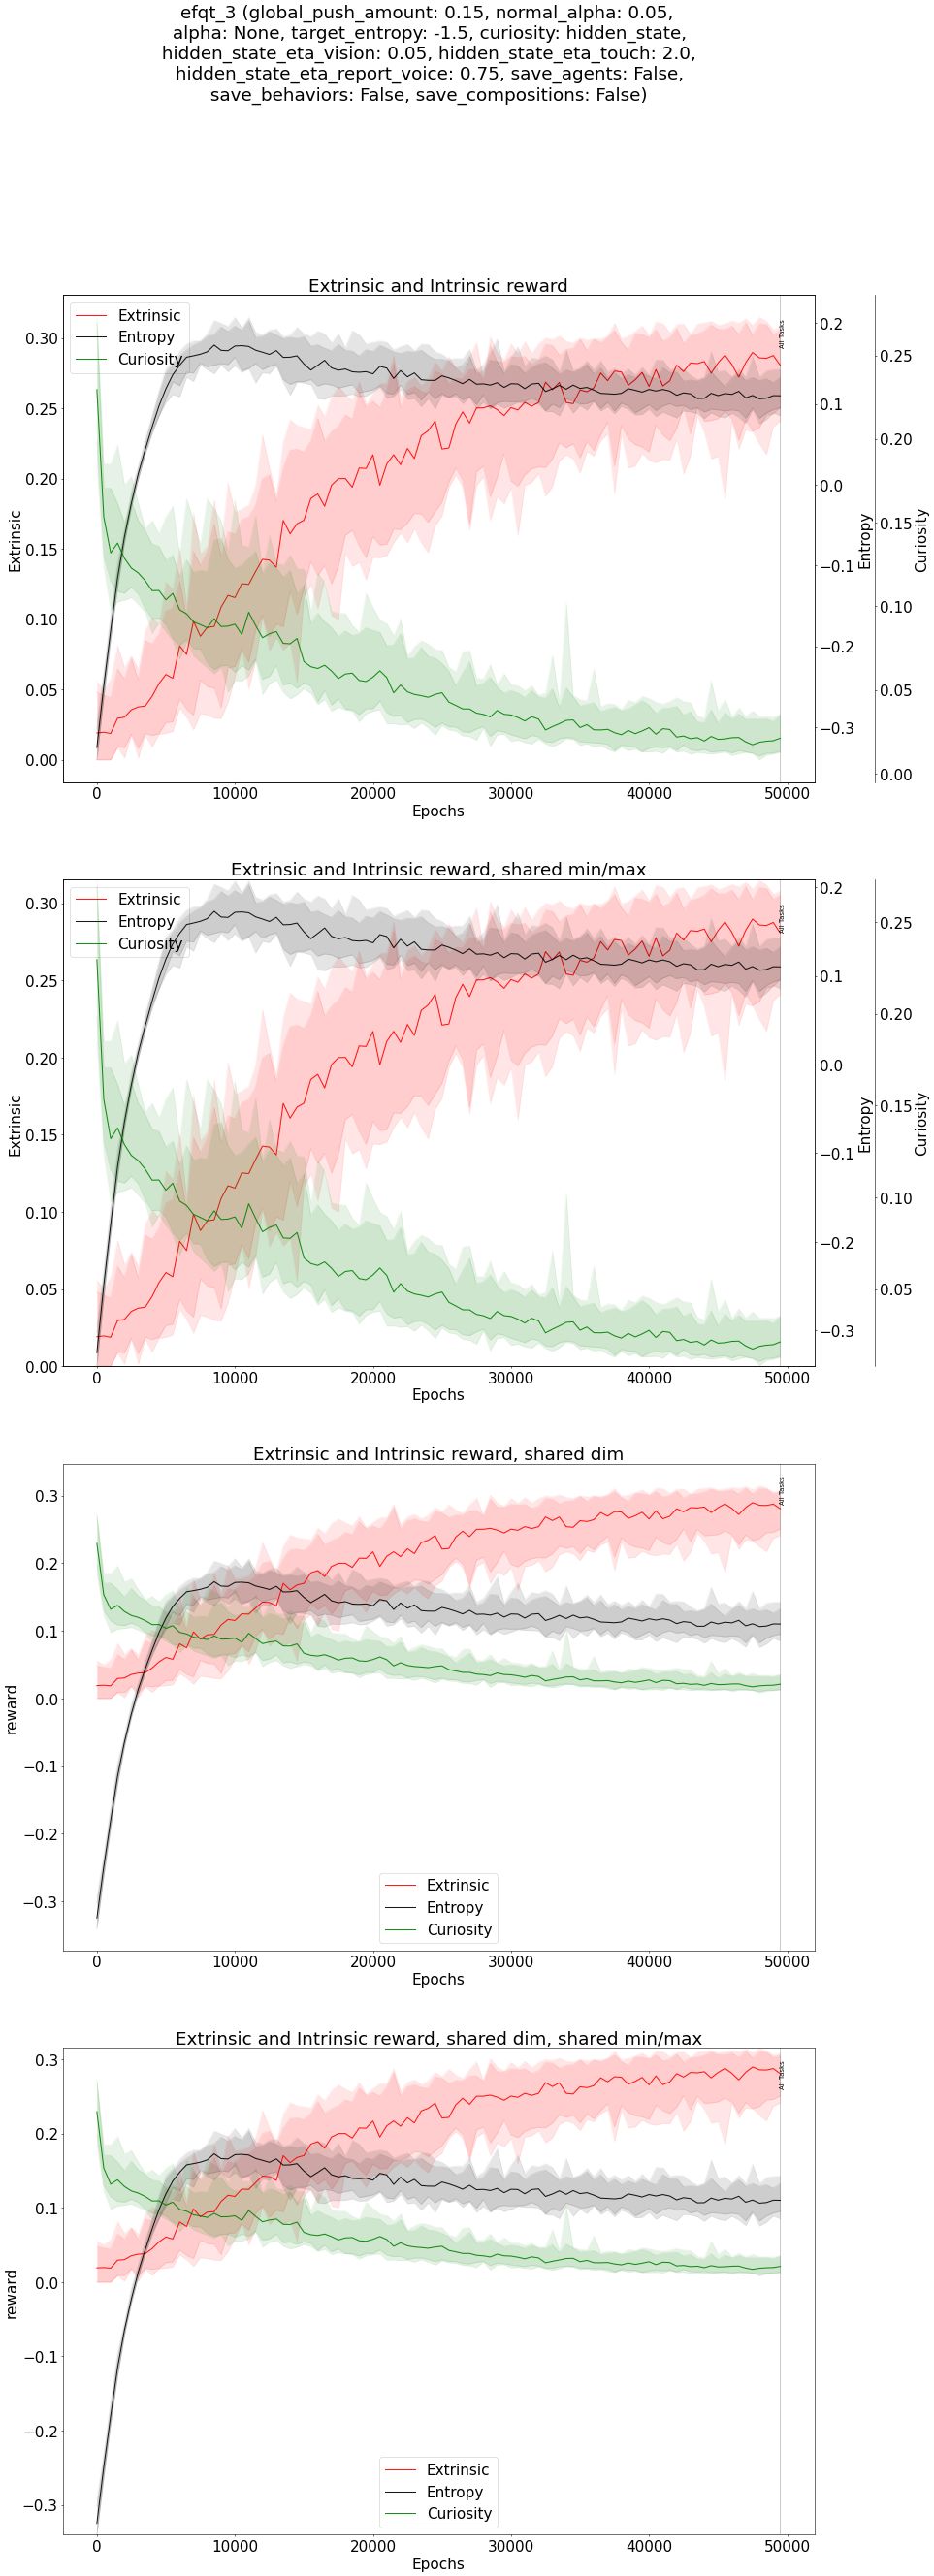 efqt_3 (global_push_amount: 0.15, normal_alpha: 0.05,
alpha: None, target_entropy: -1.5, curiosity: hidden_state,
hidden_state_eta_vision: 0.05, hidden_state_eta_touch: 2.0,
hidden_state_eta_report_voice: 0.75, save_agents: False,
save_behaviors: False, save_compositions: False)
Extrinsic and Intrinsic reward
Extrinsic
Entropy
Curiosity
All Tasks
0.30
0.25
0.20
0.15
0.10
0.05
0.00
Extrinsic
0.2
0.1
0.0
−0.1
−0.2
−0.3
Entropy
0.25
0.20
0.15
0.10
0.05
0.00
Curiosity
0 10000 20000 30000 40000 50000
Epochs
Extrinsic and Intrinsic reward, shared min/max
Extrinsic
Entropy
Curiosity
All Tasks
0.30
0.25
0.20
0.15
0.10
0.05
0.00
Extrinsic
0.2
0.1
0.0
−0.1
−0.2
−0.3
Entropy
0.25
0.20
0.15
0.10
0.05
Curiosity
0 10000 20000 30000 40000 50000
Epochs
Extrinsic and Intrinsic reward, shared dim
All Tasks
0.3
0.2
0.1
0.0
−0.1
−0.2
−0.3
reward
Extrinsic
Entropy
Curiosity
0 10000 20000 30000 40000 50000
Epochs
Extrinsic and Intrinsic reward, shared dim, shared min/max
All Tasks
0.3
0.2
0.1
0.0
−0.1
−0.2
−0.3
reward
Extrinsic
Entropy
Curiosity
0 10000 20000 30000 40000 50000
Epochs